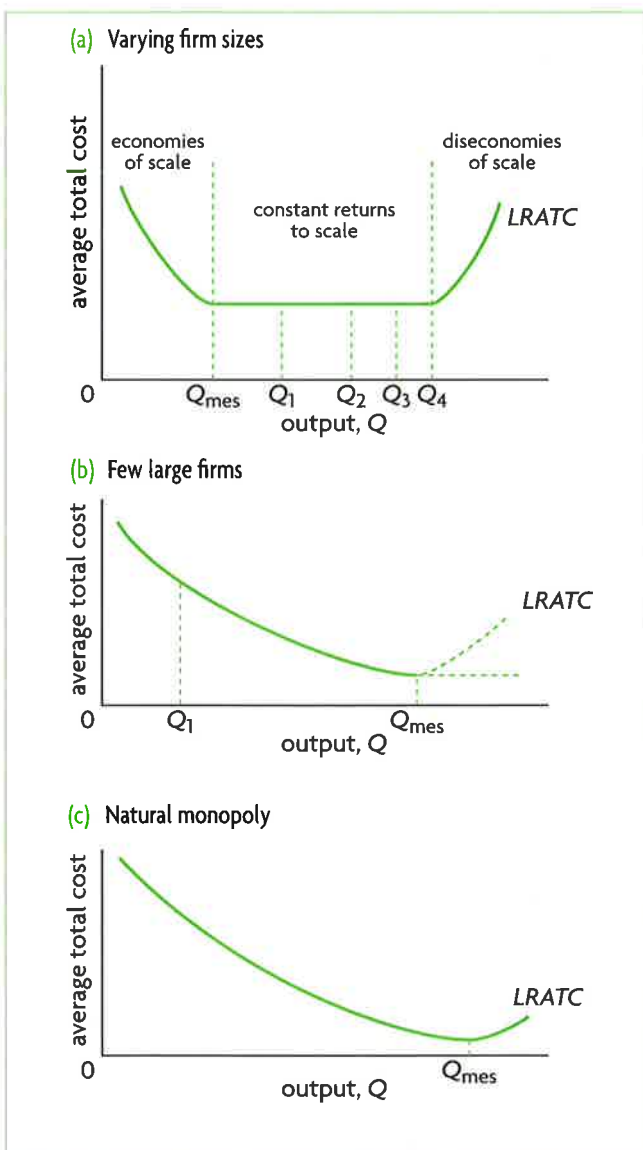 (a) Varying firm sizes
average total cost
economies
of scale
diseconomies
of scale
constant returns
to scale
LRATC
0
Qmes Q1 Q2 Q3 Q4
output, Q
(b) Few large firms
average total cost
LRATC
0
Q1 Qmes
output, Q
(c) Natural monopoly
average total cost
LRATC
0
Qmes
output, Q